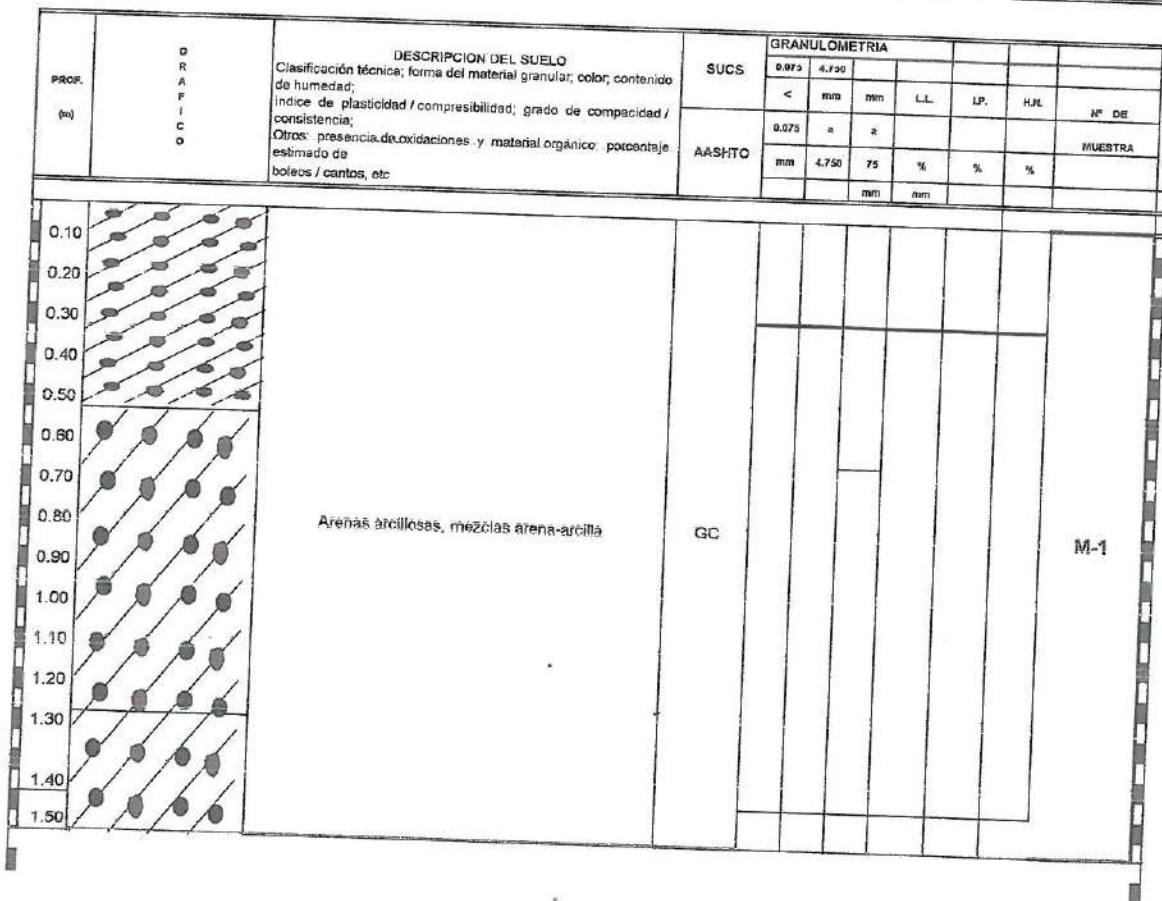 PROF.
(m)
G
R
A
F
I
C
O
DESCRIPCION DEL SUELO
Clasificación técnica; forma del material granular; color; contenido
de humedad;
indice de plasticidad / compresibilidad; grado de compacidad /
consistencia;
Otros: presencia de oxidaciones y material orgánico; porcentaje
estimado de
boleos / cantos, etc
SUCS
AASHTO
GRANULOMETRIA
0.075 4.750
< mm mm L.L. I.P. H.N.
0.075 a a
mm 4.750 75 % % %
mm mm
N° DE
MUESTRA
0.10
0.20
0.30
0.40
0.50
0.60
0.70
0.80
0.90
1.00
1.10
1.20
1.30
1.40
1.50
Arenas arcillosas, mezclas arena-arcilla
GC
M-1